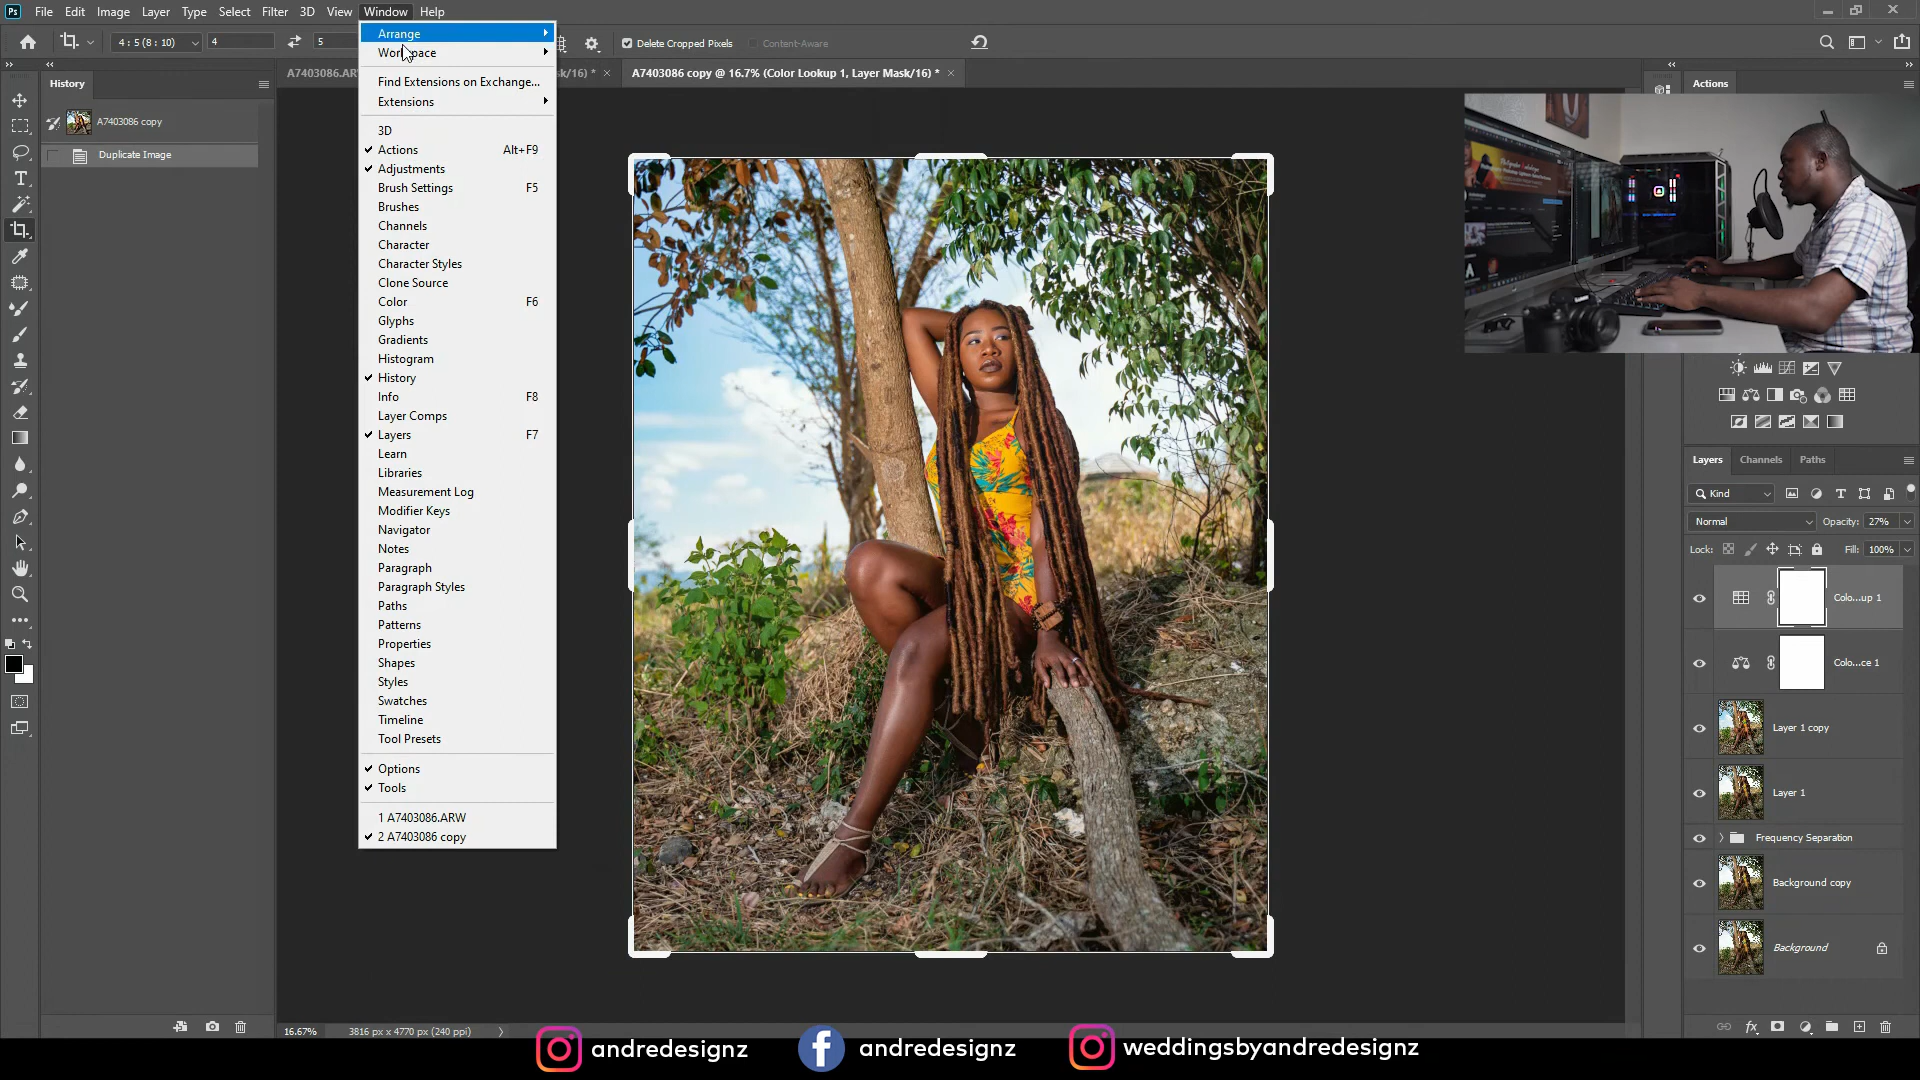 Ps File Edit Image Layer Type Select Filter 3D View Window Help
4 : 5 (8 : 10) 4 5 Delete Cropped Pixels Content-Aware
History
A7403086 copy
Duplicate Image
A7403086.AR
k/16) *
A7403086 copy @ 16.7% (Color Lookup 1, Layer Mask/16) *
Arrange
Workspace
Find Extensions on Exchange...
Extensions
3D
Actions Alt+F9
Adjustments
Brush Settings F5
Brushes
Channels
Character
Character Styles
Clone Source
Color F6
Glyphs
Gradients
Histogram
History
Info F8
Layer Comps
Layers F7
Learn
Libraries
Measurement Log
Modifier Keys
Navigator
Notes
Paragraph
Paragraph Styles
Paths
Patterns
Properties
Shapes
Styles
Swatches
Timeline
Tool Presets
Options
Tools
1 A7403086.ARW
2 A7403086 copy
Actions
Layers Channels Paths
Kind
Normal Opacity: 27%
Lock: Fill: 100%
Colo...up 1
Colo...ce 1
Layer 1 copy
Layer 1
Frequency Separation
Background copy
Background
16.67% 3816 px x 4770 px (240 ppi)
andredesignz andredesignz weddingsbyandredesignz